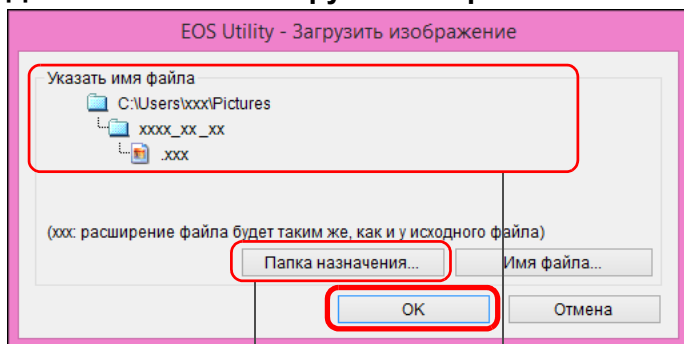 EOS Utility - Загрузить изображение
Указать имя файла
C:\Users\xxx\Pictures
xxxx_xx_xx
.xxx
(xxx: расширение файла будет таким же, как и у исходного файла)
Папка назначения... Имя файла...
OK Отмена